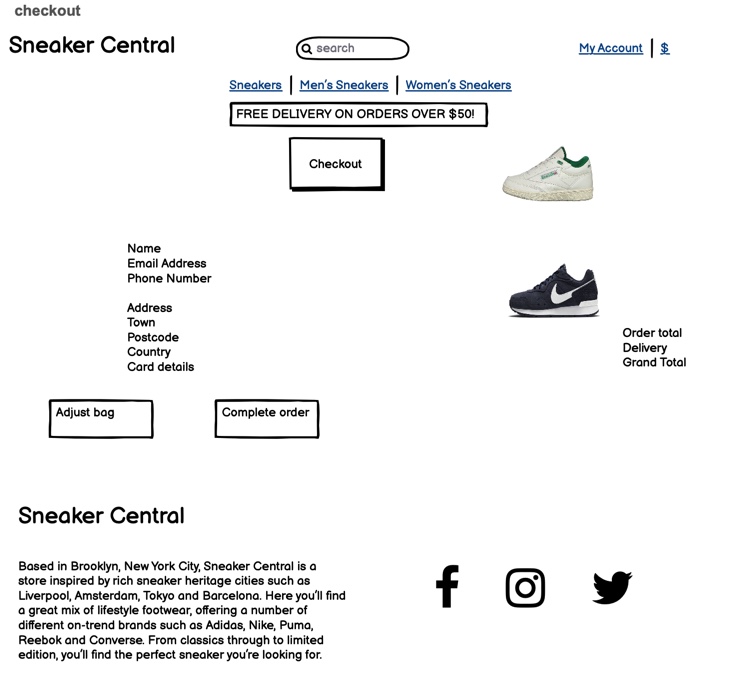 checkout
Sneaker Central
search
My Account
$
Sneakers
Men's Sneakers
Women's Sneakers
FREE DELIVERY ON ORDERS OVER $50!
Checkout
Name
Email Address
Phone Number
Address
Town
Postcode
Country
Card details
Order total
Delivery
Grand Total
Adjust bag
Complete order
Sneaker Central
Based in Brooklyn, New York City, Sneaker Central is a
store inspired by rich sneaker heritage cities such as
Liverpool, Amsterdam, Tokyo and Barcelona. Here you'll find
a great mix of lifestyle footwear, offering a number of
different on-trend brands such as Adidas, Nike, Puma,
Reebok and Converse. From classics through to limited
edition, you'll find the perfect sneaker you're looking for.